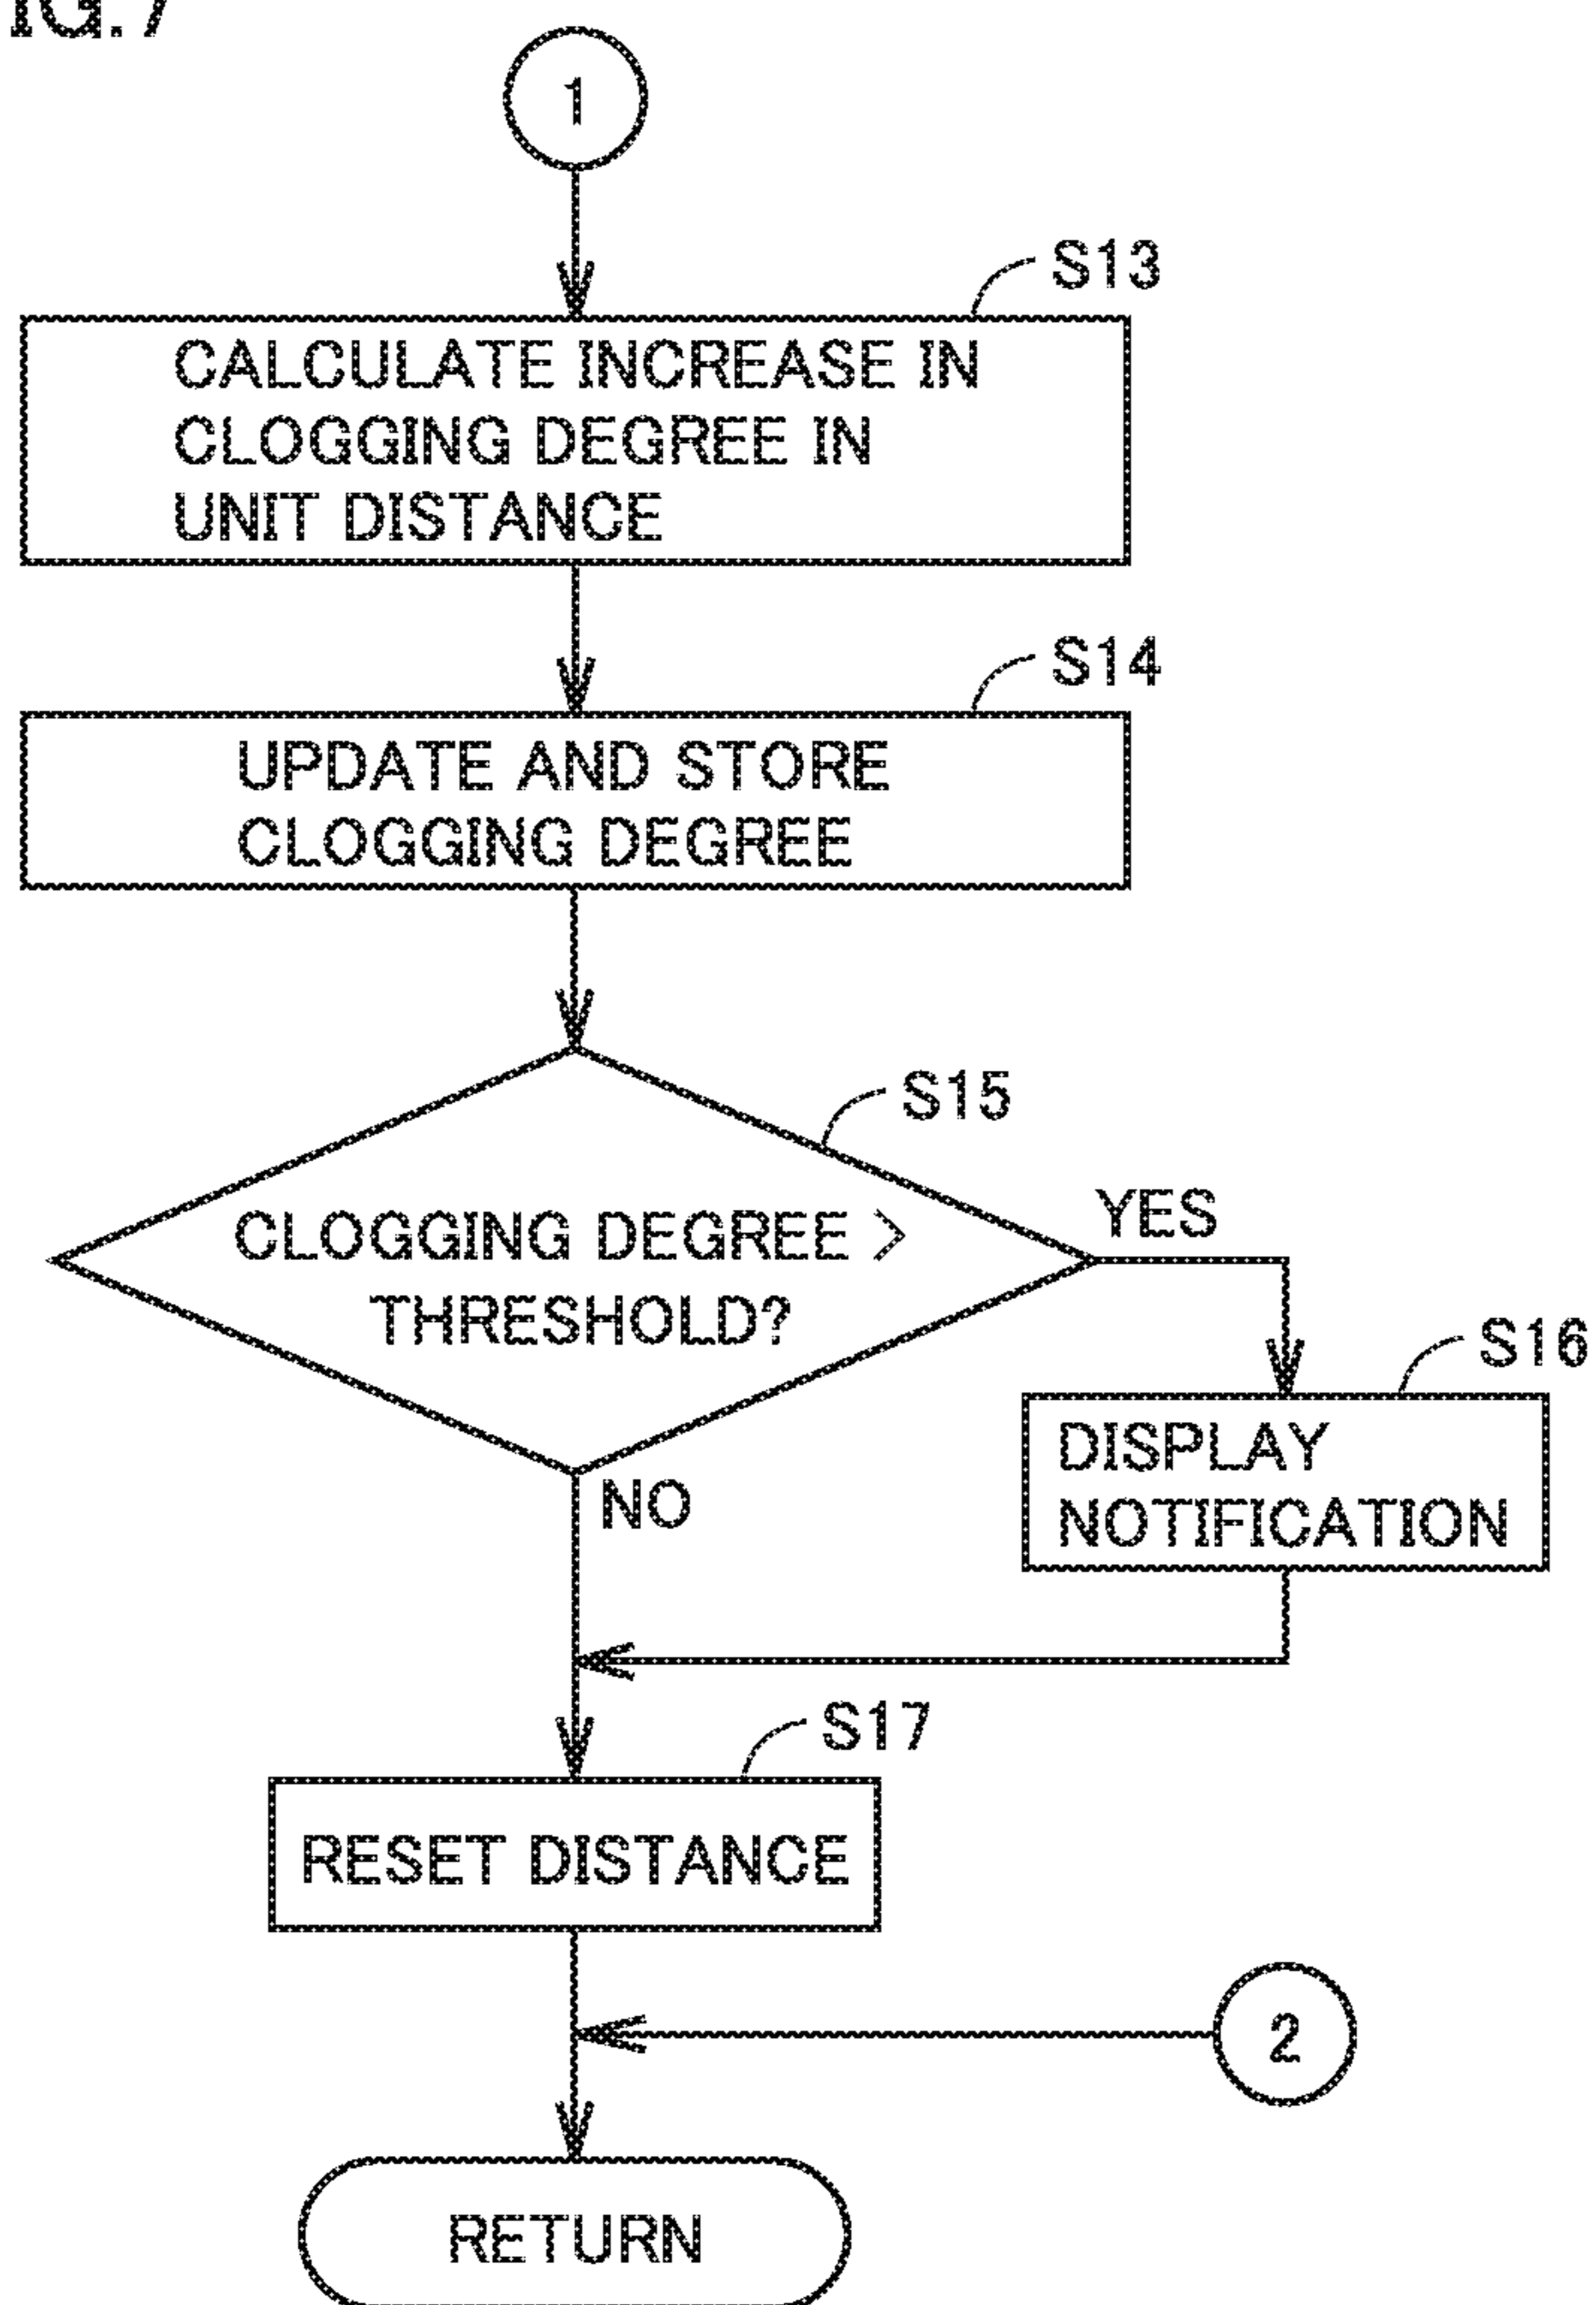 IG. 7
1
S13
CALCULATE INCREASE IN
CLOGGING DEGREE IN
UNIT DISTANCE
S14
UPDATE AND STORE
CLOGGING DEGREE
S15
CLOGGING DEGREE >
THRESHOLD?
YES
S16
DISPLAY
NOTIFICATION
NO
S17
RESET DISTANCE
2
RETURN